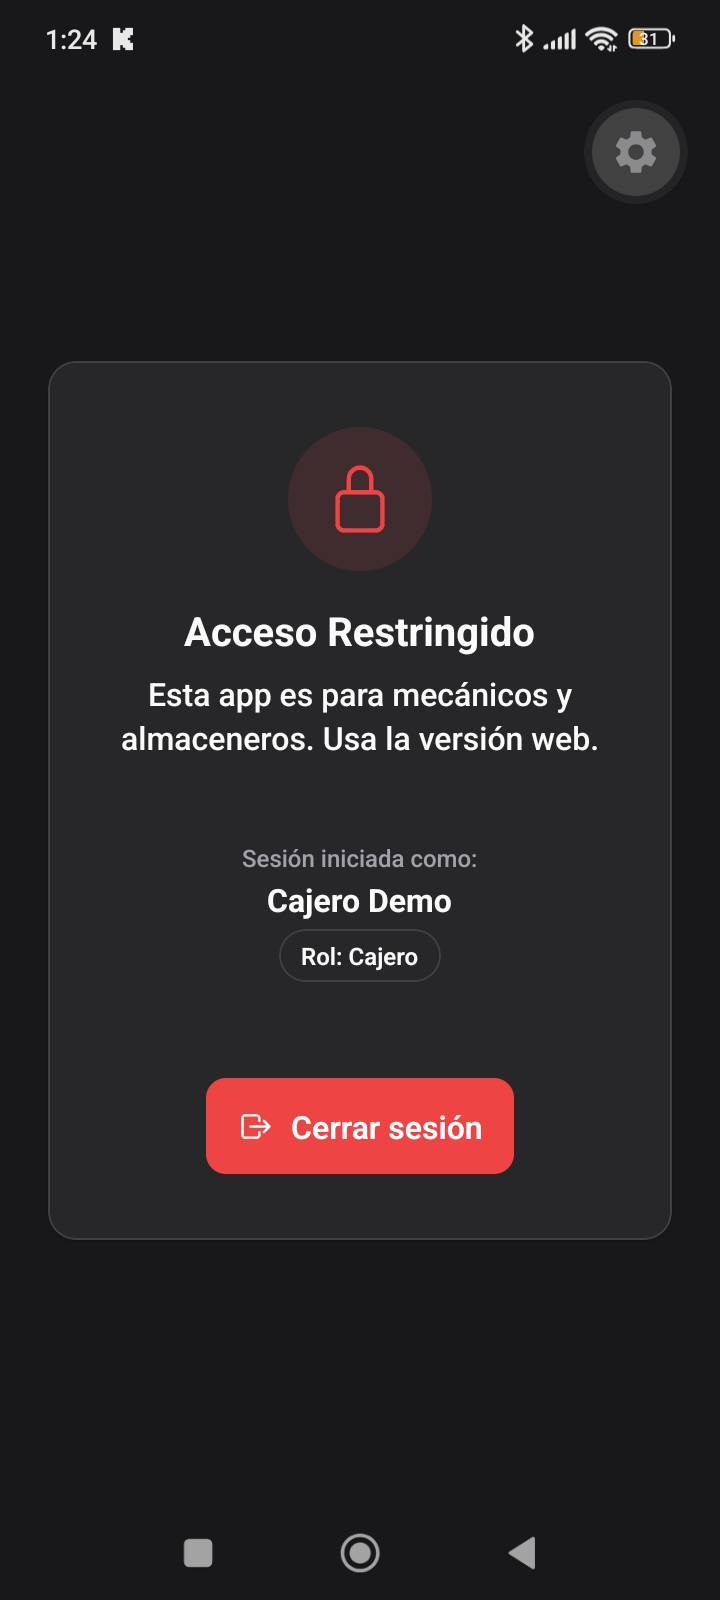 1:24
31
Acceso Restringido
Esta app es para mecánicos y
almaceneros. Usa la versión web.
Sesión iniciada como:
Cajero Demo
Rol: Cajero
Cerrar sesión